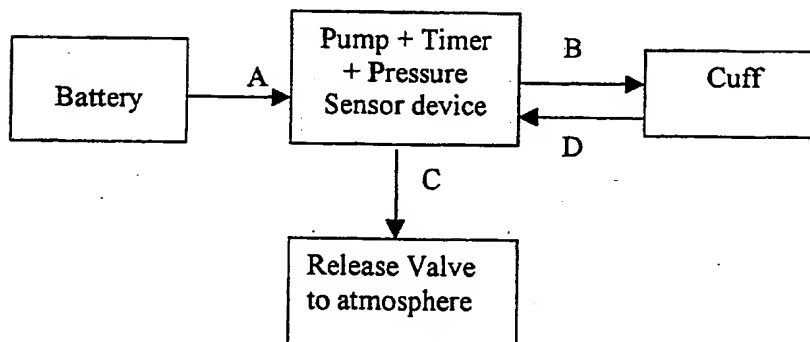 Pump + Timer
+ Pressure
Sensor device
Battery
A
B
Cuff
D
C
Release Valve
to atmosphere